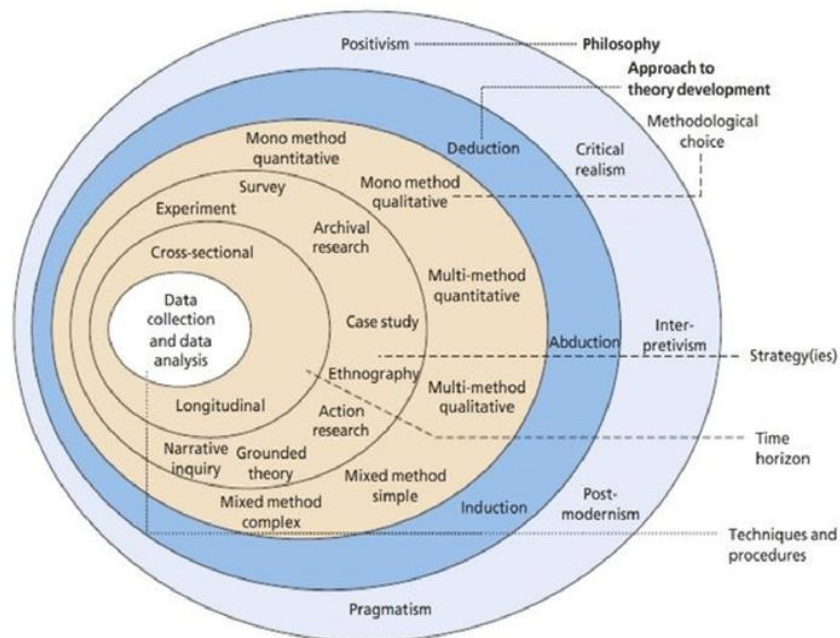 Positivism
Philosophy
Approach to
theory development
Methodological
choice
Deduction
Critical
realism
Mono method
quantitative
Mono method
qualitative
Survey
Experiment
Archival
research
Cross-sectional
Multi-method
quantitative
Data
collection
and data
analysis
Case study
Abduction
Inter-
pretivism
Strategy(ies)
Ethnography
Multi-method
qualitative
Longitudinal
Action
research
Time
horizon
Narrative
inquiry
Grounded
theory
Mixed method
simple
Mixed method
complex
Induction
Post-
modernism
Techniques and
procedures
Pragmatism